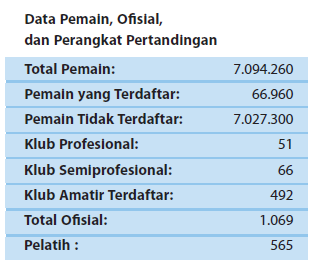 Data Pemain, Ofisial,
dan Perangkat Pertandingan
Total Pemain: 7.094.260
Pemain yang Terdaftar: 66.960
Pemain Tidak Terdaftar: 7.027.300
Klub Profesional: 51
Klub Semiprofesional: 66
Klub Amatir Terdaftar: 492
Total Ofisial: 1.069
Pelatih : 565